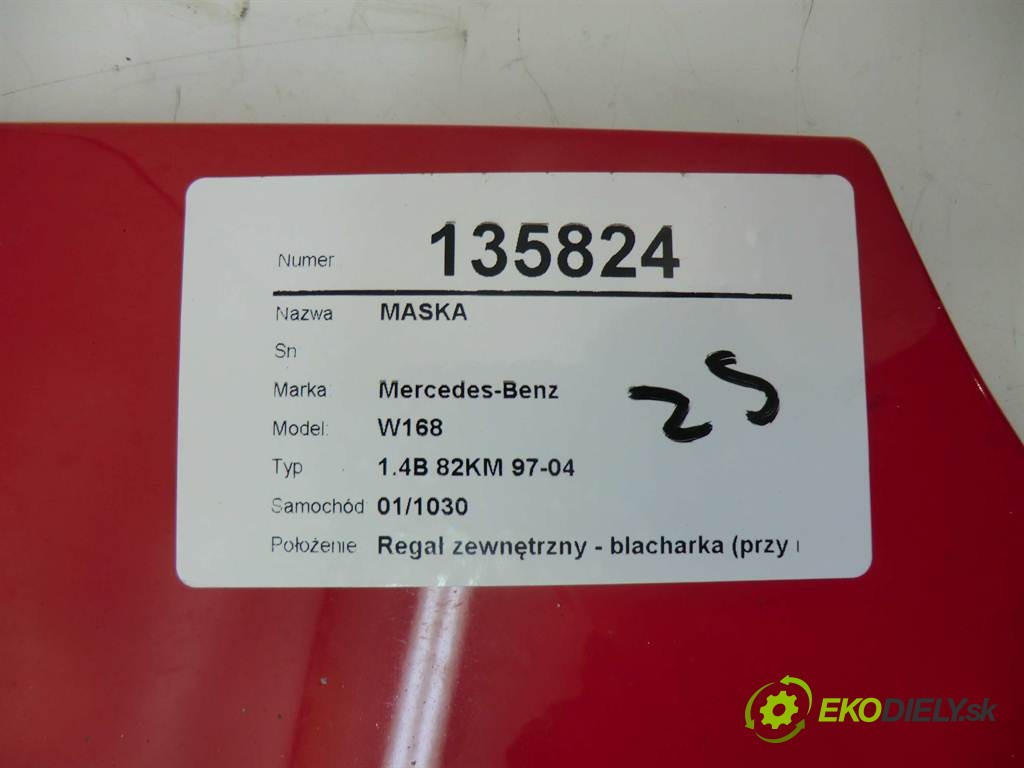 Numer 135824
Nazwa MASKA
Sn
Marka Mercedes-Benz
Model: W168
Typ 1.4B 82KM 97-04
Samochód 01/1030
Położenie Regał zewnętrzny - blacharka (przy
25
EKODIELY.sk